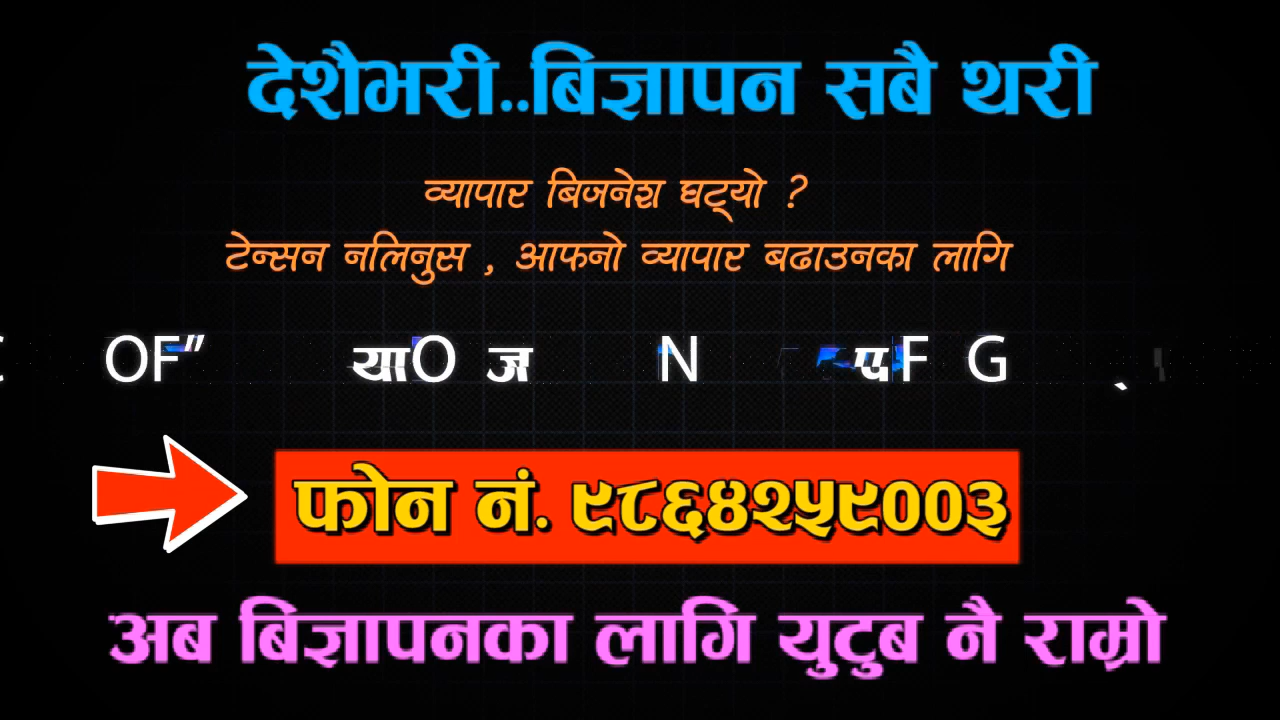 देशैभरी..बिज्ञापन सबै थरी
व्यापार बिजनेश घट्यो ?
टेन्सन नलिनुस , आफनो व्यापार बढाउनका लागि
फोन नं. ९८६४२५९००३
अब बिज्ञापनका लागि युटुब नै राम्रो